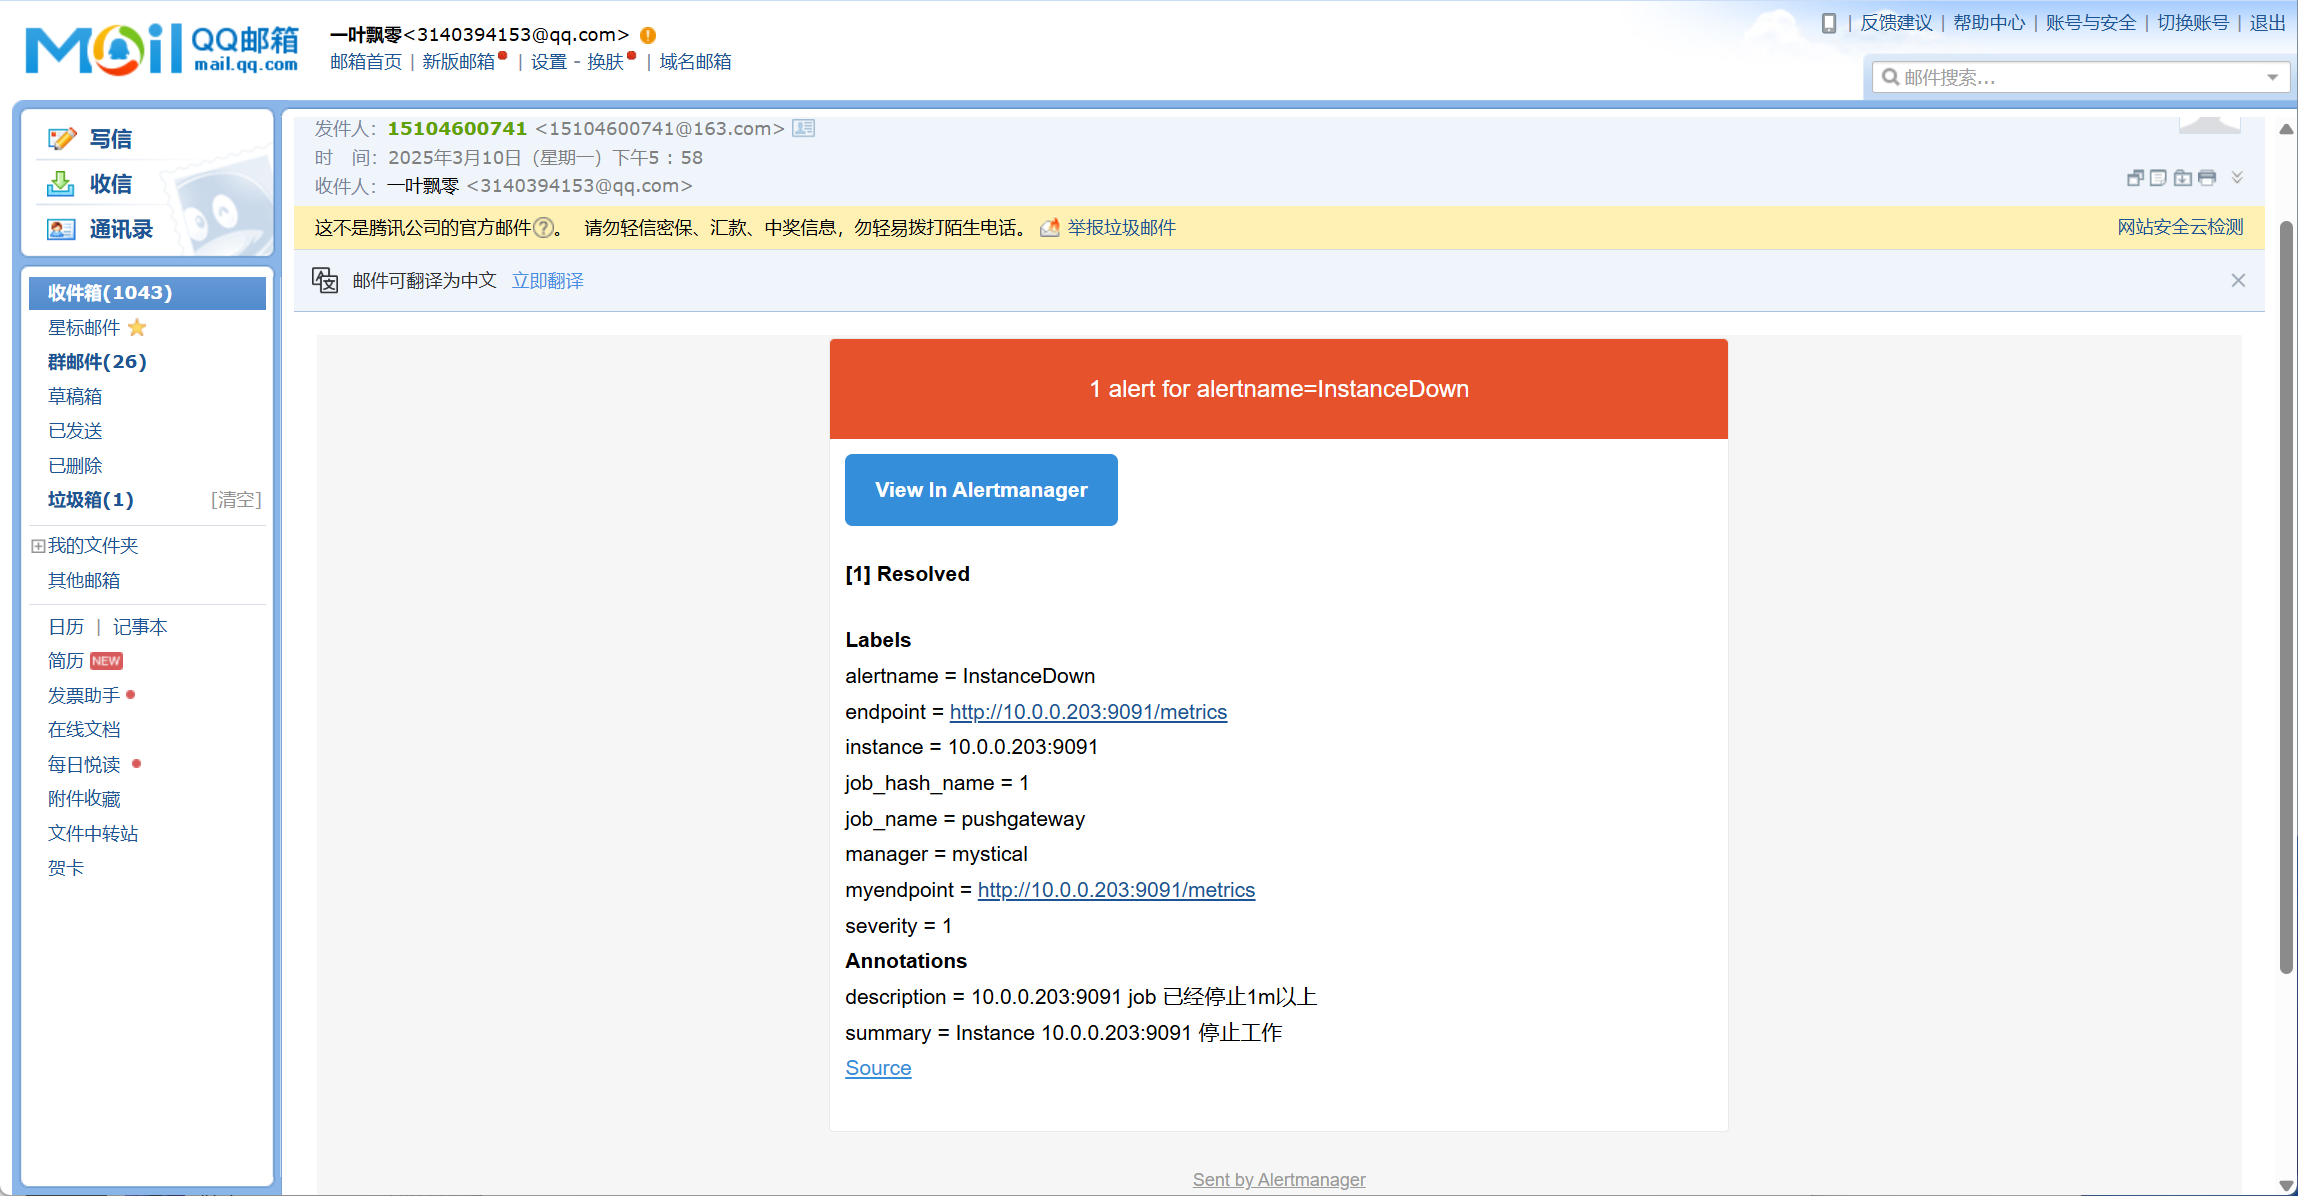 Mail QQ邮箱 mail.qq.com
一叶飘零<3140394153@qq.com>
邮箱首页 | 新版邮箱 | 设置 - 换肤 | 域名邮箱
| 反馈建议 | 帮助中心 | 账号与安全 | 切换账号 | 退出
邮件搜索...
写信
收信
通讯录
收件箱(1043)
星标邮件
群邮件(26)
草稿箱
已发送
已删除
垃圾箱(1) [清空]
我的文件夹
其他邮箱
日历 | 记事本
简历 NEW
发票助手
在线文档
每日悦读
附件收藏
文件中转站
贺卡
发件人： 15104600741 <15104600741@163.com>
时 间： 2025年3月10日（星期一）下午5：58
收件人： 一叶飘零 <3140394153@qq.com>
这不是腾讯公司的官方邮件?。 请勿轻信密保、汇款、中奖信息，勿轻易拨打陌生电话。 举报垃圾邮件 网站安全云检测
邮件可翻译为中文 立即翻译
1 alert for alertname=InstanceDown
View In Alertmanager
[1] Resolved
Labels
alertname = InstanceDown
endpoint = http://10.0.0.203:9091/metrics
instance = 10.0.0.203:9091
job_hash_name = 1
job_name = pushgateway
manager = mystical
myendpoint = http://10.0.0.203:9091/metrics
severity = 1
Annotations
description = 10.0.0.203:9091 job 已经停止1m以上
summary = Instance 10.0.0.203:9091 停止工作
Source
Sent by Alertmanager